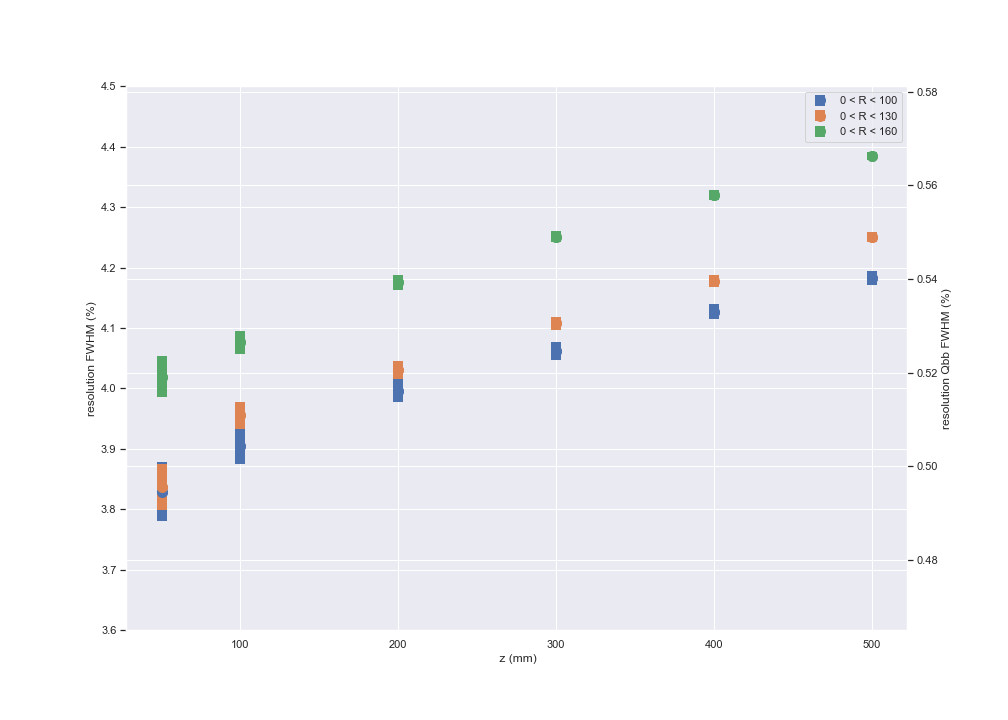 0 < R < 100
0 < R < 130
0 < R < 160
4.5
4.4
4.3
4.2
4.1
4.0
3.9
3.8
3.7
3.6
resolution FWHM (%)
0.58
0.56
0.54
0.52
0.50
0.48
resolution Qbb FWHM (%)
100 200 300 400 500
z (mm)